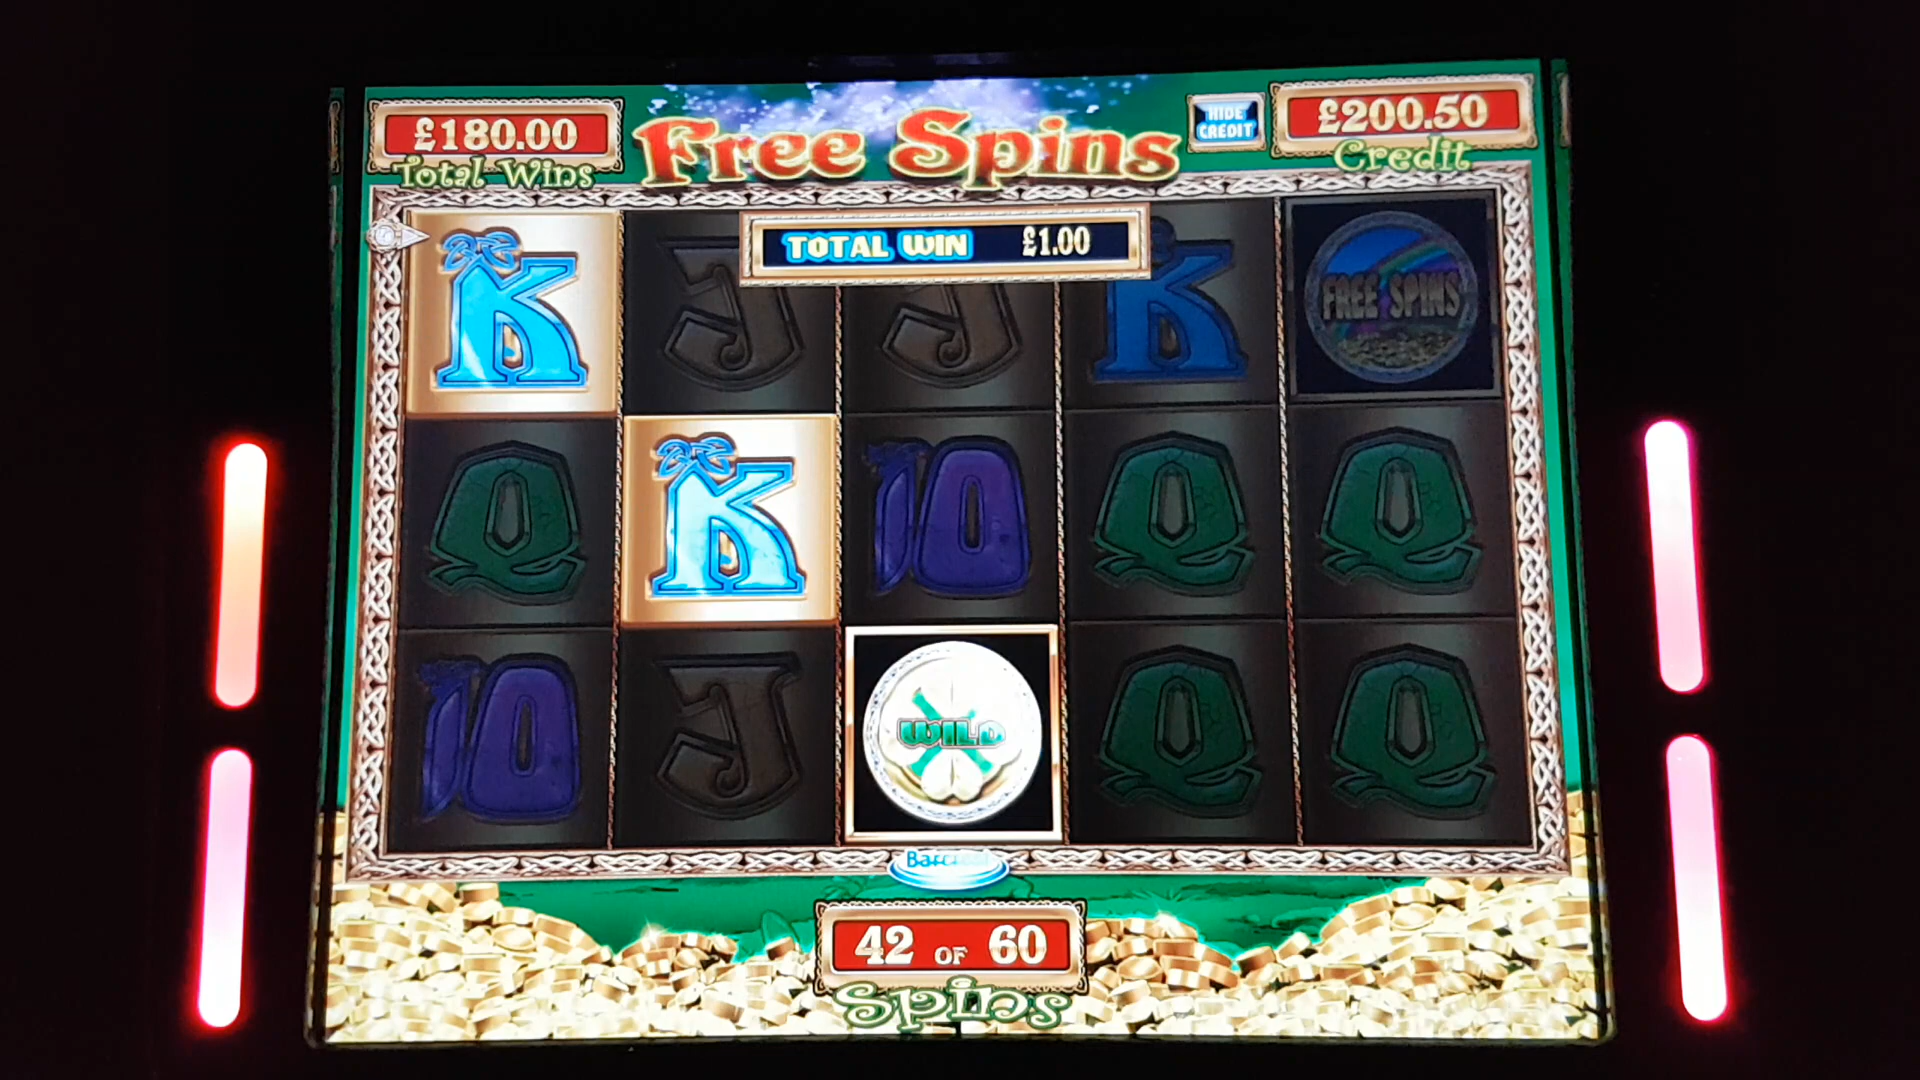 £180.00
Total Wins
Free Spins
HIDE CREDIT
£200.50
Credit
TOTAL WIN £1.00
K J J K FREE SPINS
Q K 10 Q Q
10 J WILD Q Q
Barcrest
42 OF 60
Spins